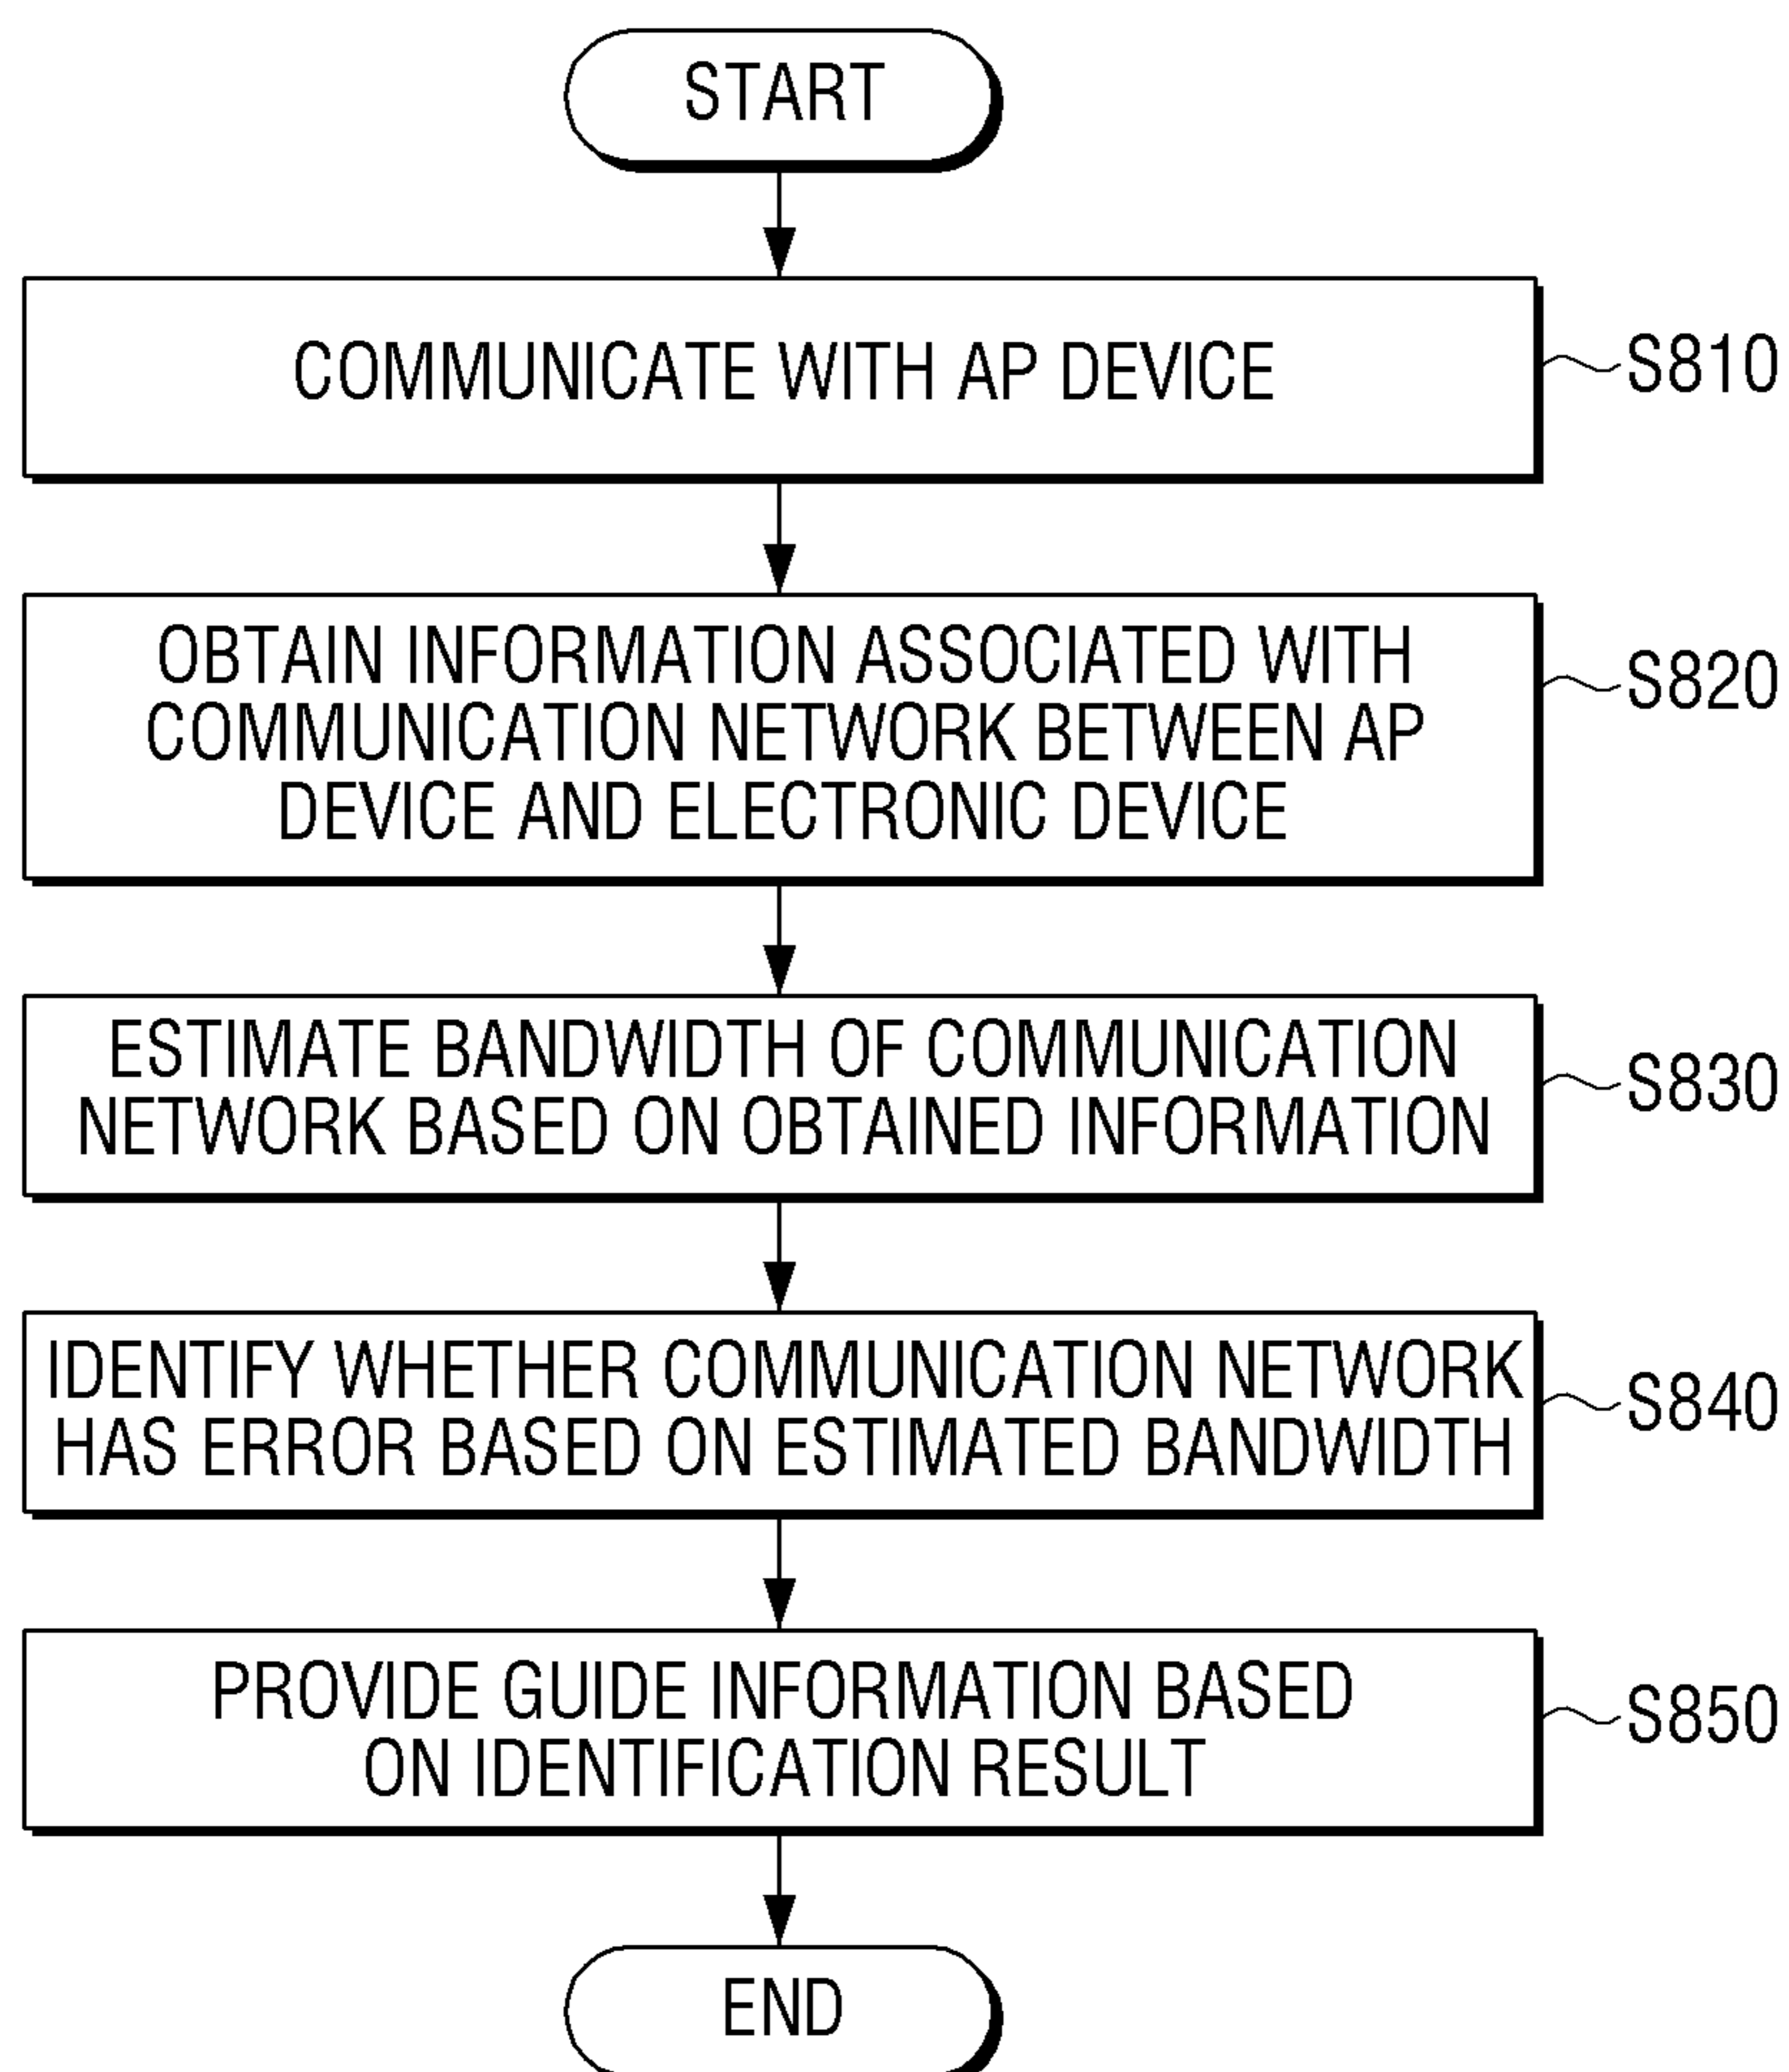 START
COMMUNICATE WITH AP DEVICE
S810
OBTAIN INFORMATION ASSOCIATED WITH
COMMUNICATION NETWORK BETWEEN AP
DEVICE AND ELECTRONIC DEVICE
S820
ESTIMATE BANDWIDTH OF COMMUNICATION
NETWORK BASED ON OBTAINED INFORMATION
S830
IDENTIFY WHETHER COMMUNICATION NETWORK
HAS ERROR BASED ON ESTIMATED BANDWIDTH
S840
PROVIDE GUIDE INFORMATION BASED
ON IDENTIFICATION RESULT
S850
END